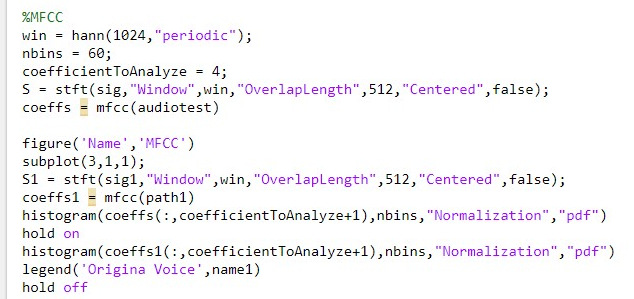 %MFCC
win = hann(1024,"periodic");
nbins = 60;
coefficientToAnalyze = 4;
S = stft(sig,"Window",win,"OverlapLength",512,"Centered",false);
coeffs = mfcc(audiotest)
figure('Name','MFCC')
subplot(3,1,1);
S1 = stft(sig1,"Window",win,"OverlapLength",512,"Centered",false);
coeffs1 = mfcc(path1)
histogram(coeffs(:,coefficientToAnalyze+1),nbins,"Normalization","pdf")
hold on
histogram(coeffs1(:,coefficientToAnalyze+1),nbins,"Normalization","pdf")
legend('Origina Voice',name1)
hold off